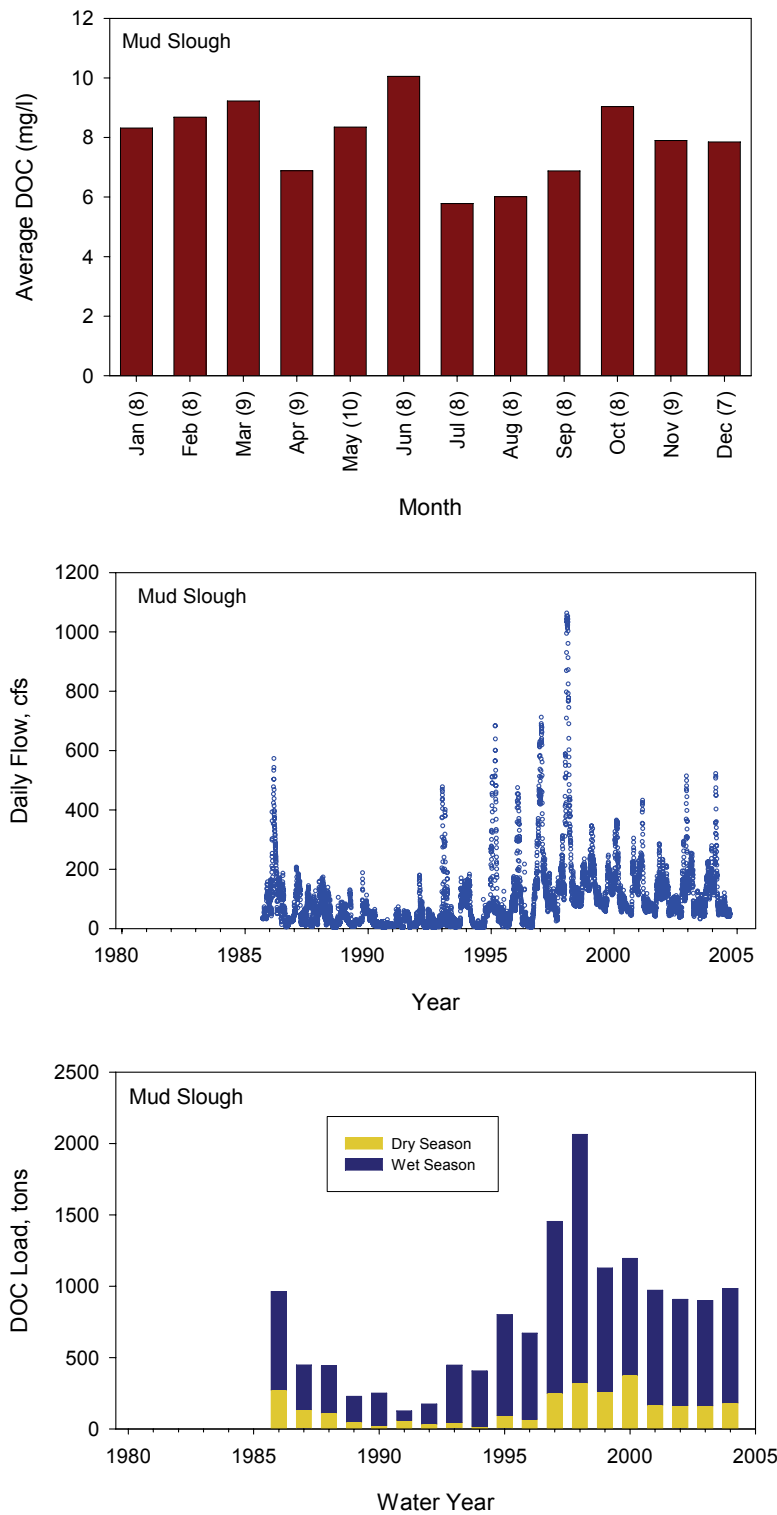 Mud Slough
Average DOC (mg/l)
12
10
8
6
4
2
0
Jan (8)
Feb (8)
Mar (9)
Apr (9)
May (10)
Jun (8)
Jul (8)
Aug (8)
Sep (8)
Oct (8)
Nov (9)
Dec (7)
Month
Mud Slough
Daily Flow, cfs
1200
1000
800
600
400
200
0
1980
1985
1990
1995
2000
2005
Year
Mud Slough
DOC Load, tons
2500
2000
1500
1000
500
0
Dry Season
Wet Season
1980
1985
1990
1995
2000
2005
Water Year